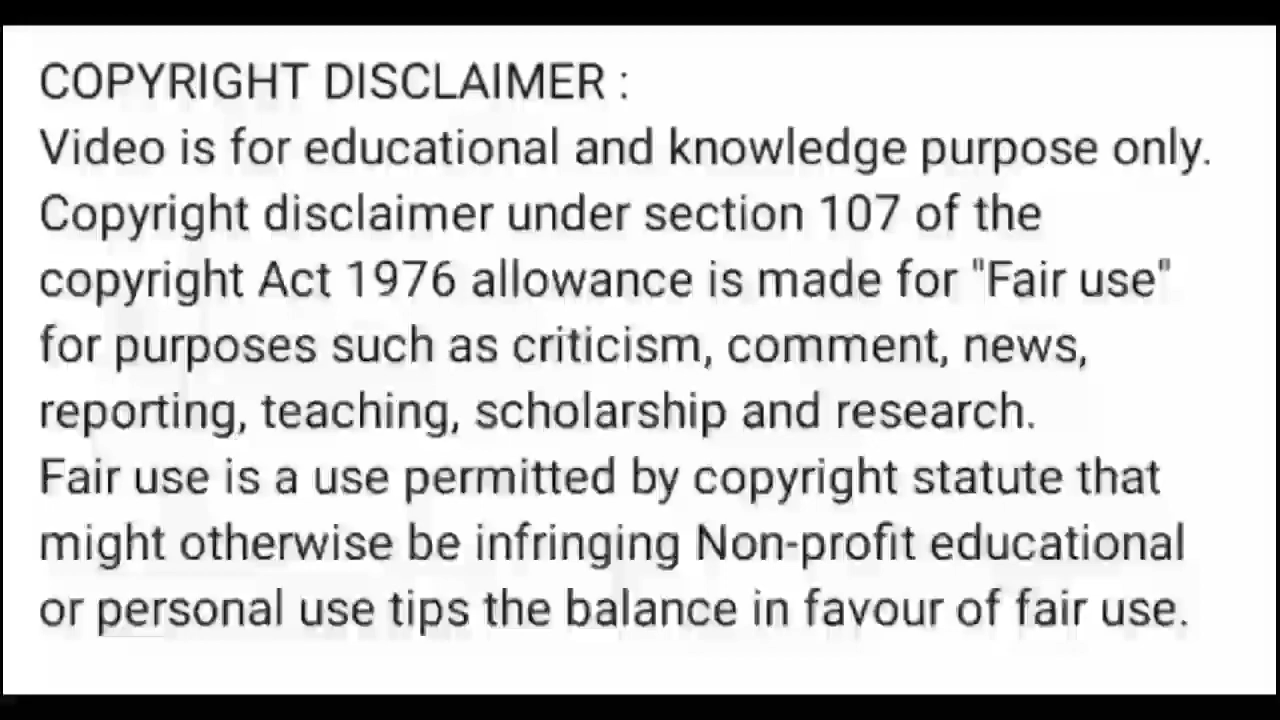 COPYRIGHT DISCLAIMER :
Video is for educational and knowledge purpose only.
Copyright disclaimer under section 107 of the
copyright Act 1976 allowance is made for "Fair use"
for purposes such as criticism, comment, news,
reporting, teaching, scholarship and research.
Fair use is a use permitted by copyright statute that
might otherwise be infringing Non-profit educational
or personal use tips the balance in favour of fair use.